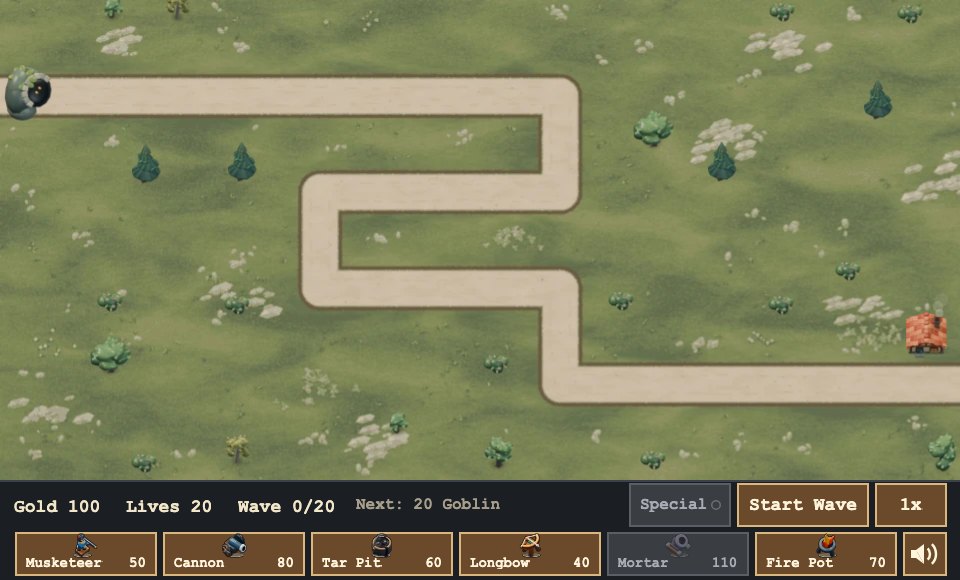 Gold 100 Lives 20 Wave 0/20 Next: 20 Goblin Special Start Wave 1x
Musketeer 50 Cannon 80 Tar Pit 60 Longbow 40 Mortar 110 Fire Pot 70